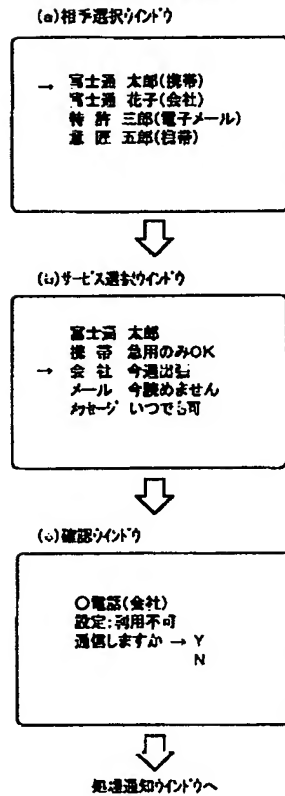 (a)相手選択ウインドウ
→ 富士通 太郎(携帯)
富士通 花子(会社)
特 許 三郎(電子メール)
意 匠 五郎(携帯)
(b)サービス選択ウインドウ
富士通 太郎
携 帯 急用のみOK
→ 会 社 今週出張
メール 今読めません
メッセージ いつでも可
(c)確認ウインドウ
○電話(会社)
設定:利用不可
通信しますか → Y
N
処理通知ウインドウへ